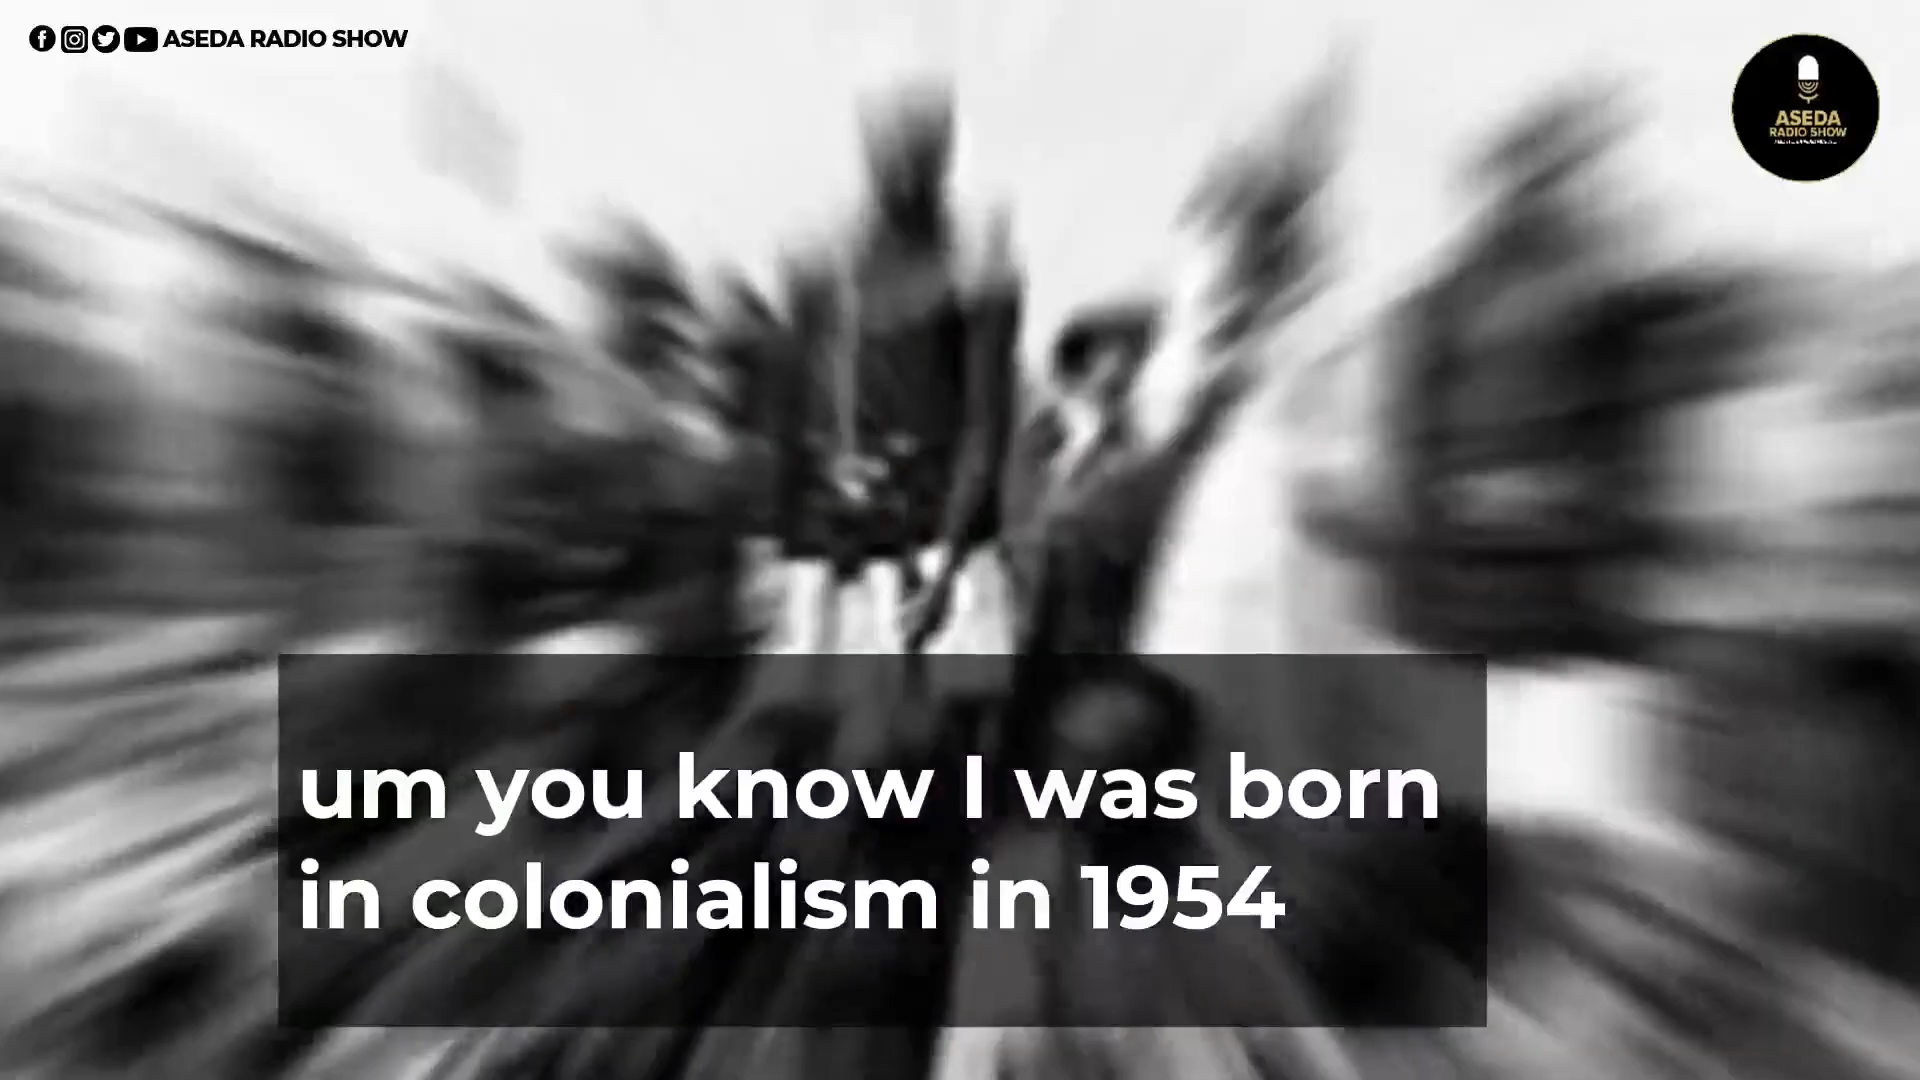 ASEDA RADIO SHOW
ASEDA
RADIO SHOW
um you know I was born
in colonialism in 1954